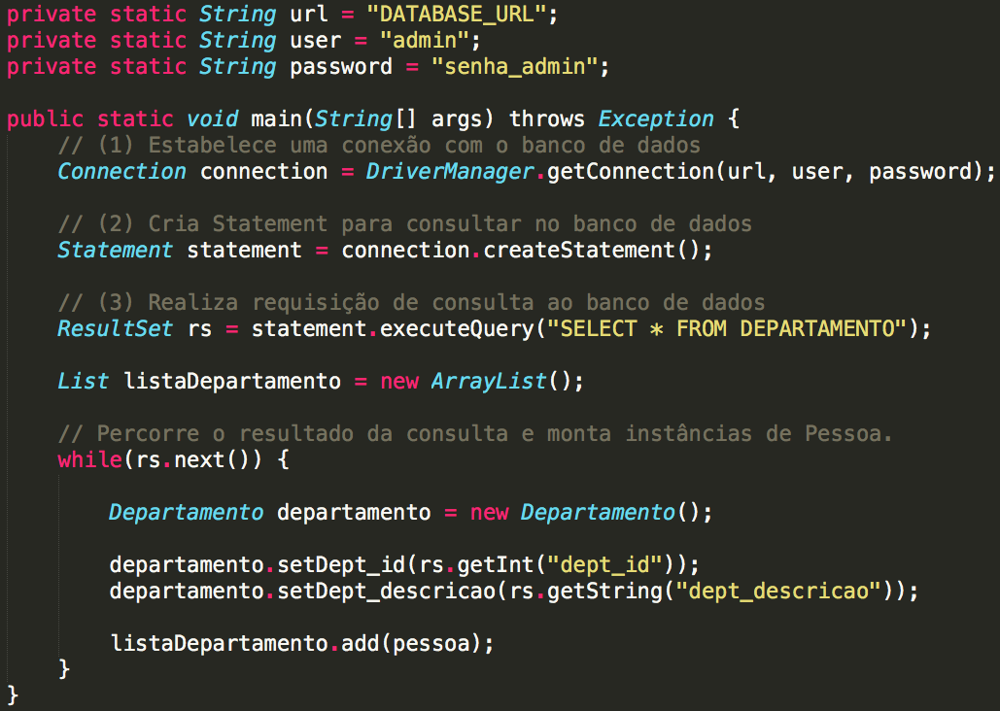 private static String url = "DATABASE_URL";
private static String user = "admin";
private static String password = "senha_admin";
public static void main(String[] args) throws Exception {
// (1) Estabelece uma conexão com o banco de dados
Connection connection = DriverManager.getConnection(url, user, password);
// (2) Cria Statement para consultar no banco de dados
Statement statement = connection.createStatement();
// (3) Realiza requisição de consulta ao banco de dados
ResultSet rs = statement.executeQuery("SELECT * FROM DEPARTAMENTO");
List listaDepartamento = new ArrayList();
// Percorre o resultado da consulta e monta instâncias de Pessoa.
while(rs.next()) {
Departamento departamento = new Departamento();
departamento.setDept_id(rs.getInt("dept_id"));
departamento.setDept_descricao(rs.getString("dept_descricao"));
listaDepartamento.add(pessoa);
}
}